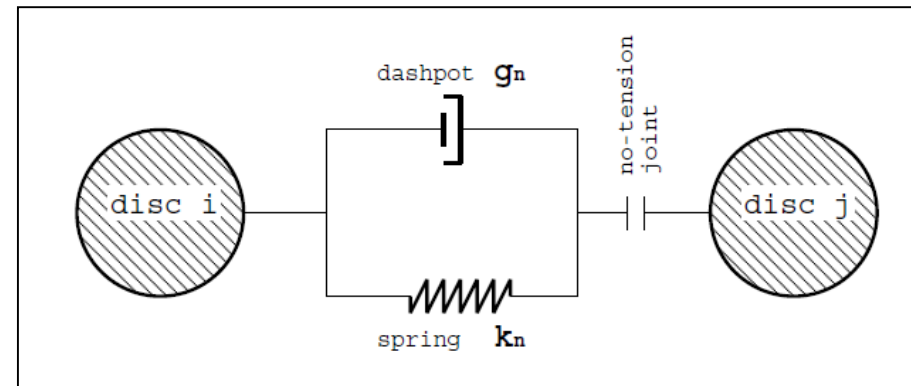 dashpot gn
no-tension
joint
disc i
disc j
spring kn